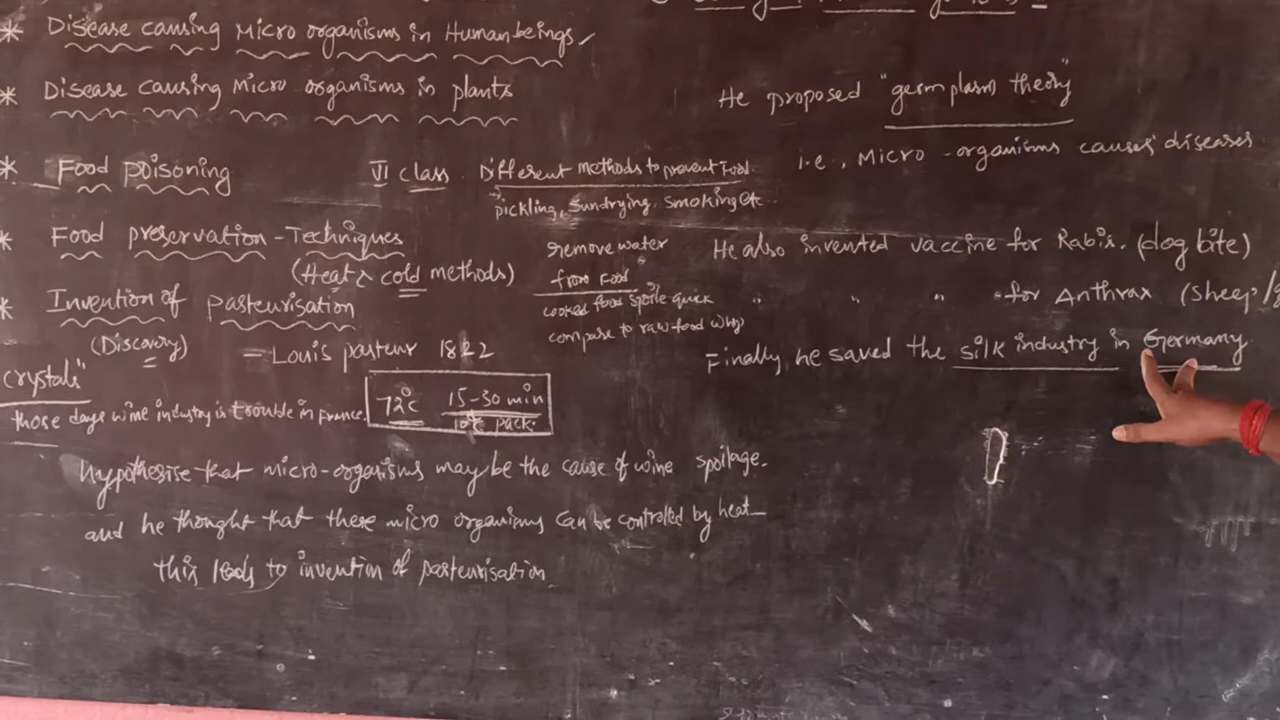 * Disease causing Micro organisms in Human beings
* Disease causing Micro organisms in plants
* Food poisoning
VI class. Different methods to prevent Food.
pickling, Sundrying, Smoking etc..
* Food preservation - Techniques
(Heat & cold methods)
remove water
from Food
cooked food spoile quick
compare to raw food why
* Invention of pasteurisation
(Discovery)
- Louis pasteur 1822
crystals"
those days wine industry is trouble in France.
72°c 15-30 min
10°c pack.
Hypothesise that micro-organisms may be the cause of wine spoilage.
and he thought that these micro organisms can be controlled by heat
this leads to invention of pasteurisation
He proposed "germ plasm theory"
i.e., Micro-organisms causes diseases.
He also invented vaccine for Rabis. (dog bite)
" " " for Anthrax (sheep/
Finally, he saved the silk industry in Germany